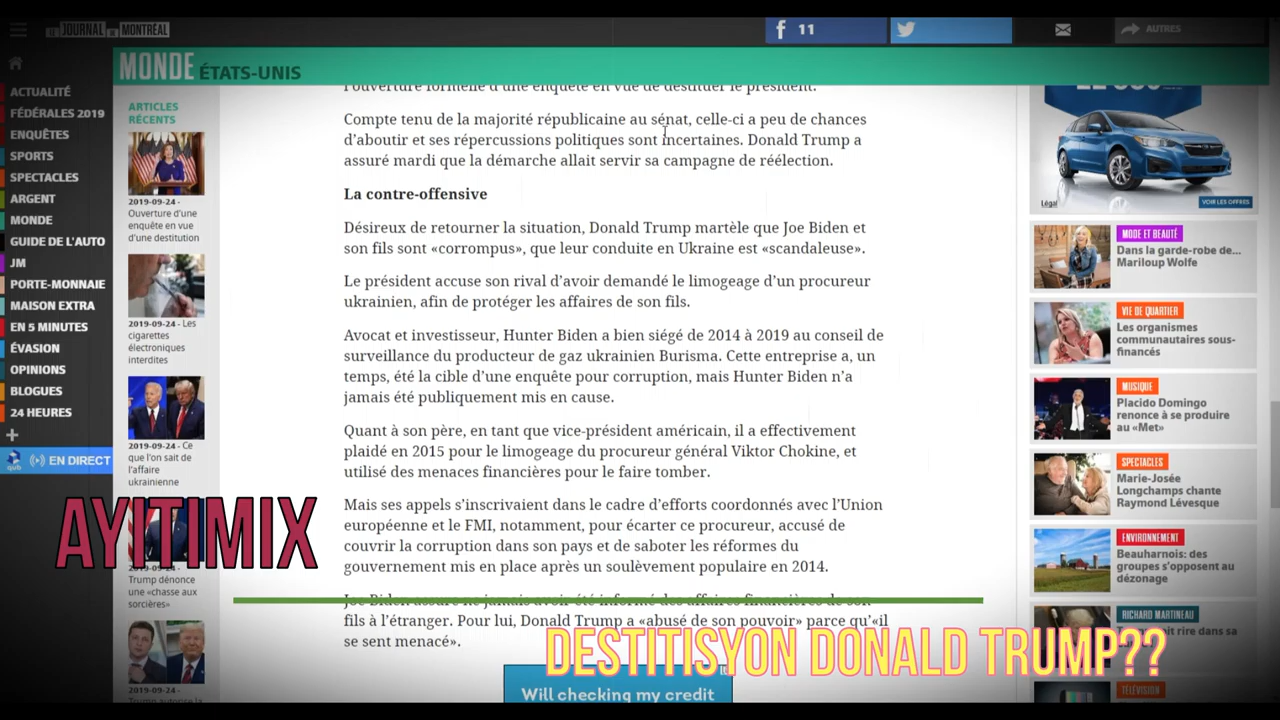 LE JOURNAL DE MONTRÉAL
11
AUTRES
MONDE ÉTATS-UNIS
ACTUALITÉ
FÉDÉRALES 2019
ENQUÊTES
SPORTS
SPECTACLES
ARGENT
MONDE
GUIDE DE L'AUTO
JM
PORTE-MONNAIE
MAISON EXTRA
EN 5 MINUTES
ÉVASION
OPINIONS
BLOGUES
24 HEURES
qub
EN DIRECT
ARTICLES
RÉCENTS
2019-09-24 -
Ouverture d'une
enquête en vue
d'une destitution
2019-09-24 - Les
cigarettes
électroniques
interdites
2019-09-24 - Ce
que l'on sait de
l'affaire
ukrainienne
2019-09-24 -
Trump dénonce
une «chasse aux
sorcières»
2019-09-24 -
l'ouverture formelle d'une enquête en vue de destituer le président.
Compte tenu de la majorité républicaine au sénat, celle-ci a peu de chances
d'aboutir et ses répercussions politiques sont incertaines. Donald Trump a
assuré mardi que la démarche allait servir sa campagne de réélection.
La contre-offensive
Désireux de retourner la situation, Donald Trump martèle que Joe Biden et
son fils sont «corrompus», que leur conduite en Ukraine est «scandaleuse».
Le président accuse son rival d'avoir demandé le limogeage d'un procureur
ukrainien, afin de protéger les affaires de son fils.
Avocat et investisseur, Hunter Biden a bien siégé de 2014 à 2019 au conseil de
surveillance du producteur de gaz ukrainien Burisma. Cette entreprise a, un
temps, été la cible d'une enquête pour corruption, mais Hunter Biden n'a
jamais été publiquement mis en cause.
Quant à son père, en tant que vice-président américain, il a effectivement
plaidé en 2015 pour le limogeage du procureur général Viktor Chokine, et
utilisé des menaces financières pour le faire tomber.
Mais ses appels s'inscrivaient dans le cadre d'efforts coordonnés avec l'Union
européenne et le FMI, notamment, pour écarter ce procureur, accusé de
couvrir la corruption dans son pays et de saboter les réformes du
gouvernement mis en place après un soulèvement populaire en 2014.
Joe Biden assure ne jamais avoir été informé des affaires financières de son
fils à l'étranger. Pour lui, Donald Trump a «abusé de son pouvoir» parce qu'«il
se sent menacé».
Will checking my credit
Légal
VOIR LES OFFRES
MODE ET BEAUTÉ
Dans la garde-robe de...
Mariloup Wolfe
VIE DE QUARTIER
Les organismes
communautaires sous-
financés
MUSIQUE
Placido Domingo
renonce à se produire
au «Met»
SPECTACLES
Marie-Josée
Longchamps chante
Raymond Lévesque
ENVIRONNEMENT
Beauharnois: des
groupes s'opposent au
dézonage
RICHARD MARTINEAU
rire dans sa
TÉLÉVISION
AYITIMIX
DESTITISYON DONALD TRUMP??